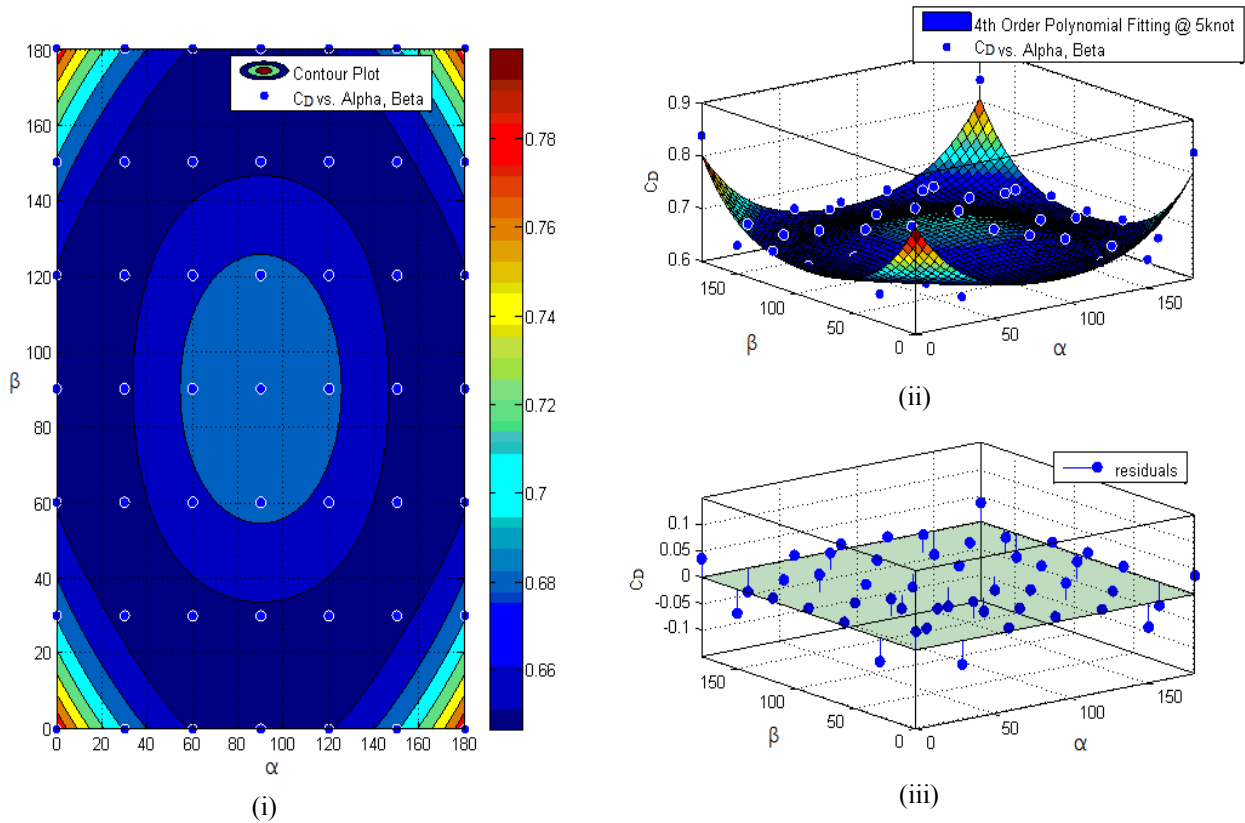 180
160
140
120
100
80
60
40
20
0
β
0 20 40 60 80 100 120 140 160 180
α
Contour Plot
CD vs. Alpha, Beta
0.78
0.76
0.74
0.72
0.7
0.68
0.66
(i)
4th Order Polynomial Fitting @ 5knot
CD vs. Alpha, Beta
0.9
0.8
0.7
0.6
CD
150
100
50
0
β
0
50
100
150
α
(ii)
residuals
0.1
0.05
0
-0.05
-0.1
CD
150
100
50
0
β
0
50
100
150
α
(iii)